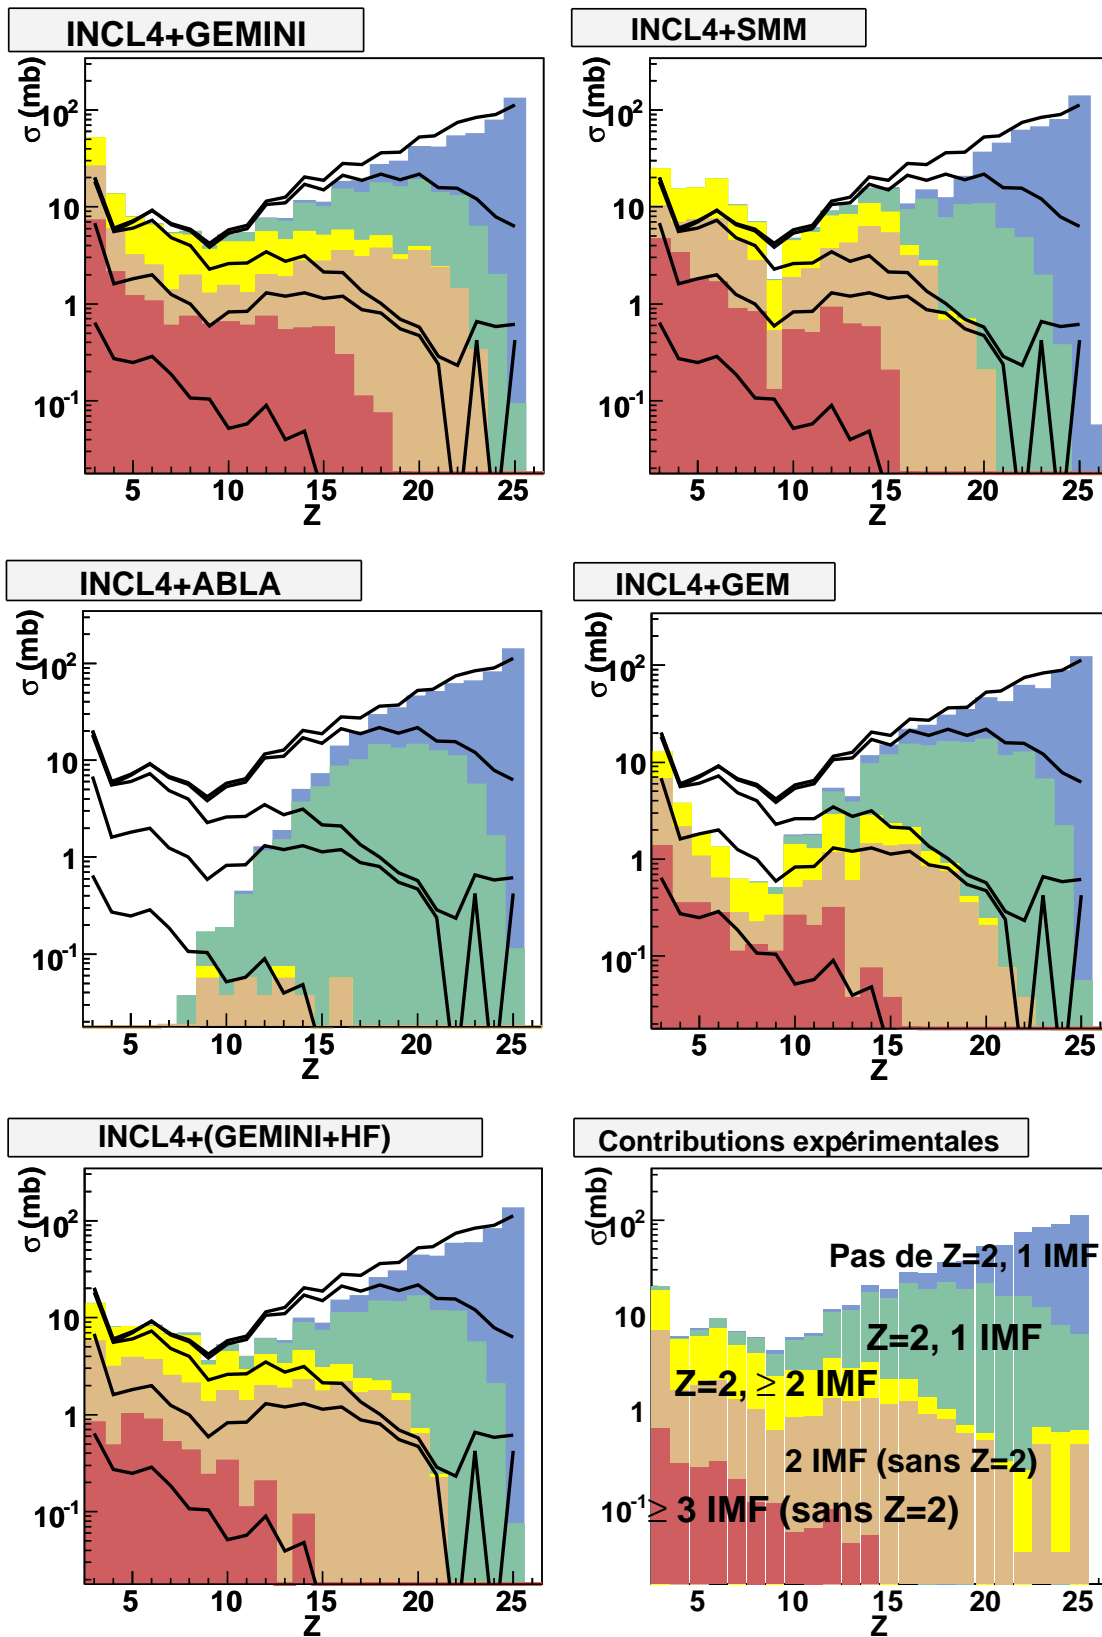 INCL4+GEMINI
INCL4+SMM
σ (mb)
10²
10
1
10⁻¹
5 10 15 20 25
Z
σ (mb)
10²
10
1
10⁻¹
5 10 15 20 25
Z
INCL4+ABLA
INCL4+GEM
σ (mb)
10²
10
1
10⁻¹
5 10 15 20 25
Z
σ (mb)
10²
10
1
10⁻¹
5 10 15 20 25
Z
INCL4+(GEMINI+HF)
Contributions expérimentales
σ (mb)
10²
10
1
10⁻¹
5 10 15 20 25
Z
σ(mb)
10²
10
1
10⁻¹
Pas de Z=2, 1 IMF
Z=2, 1 IMF
Z=2, ≥ 2 IMF
2 IMF (sans Z=2)
≥ 3 IMF (sans Z=2)
5 10 15 20 25
Z